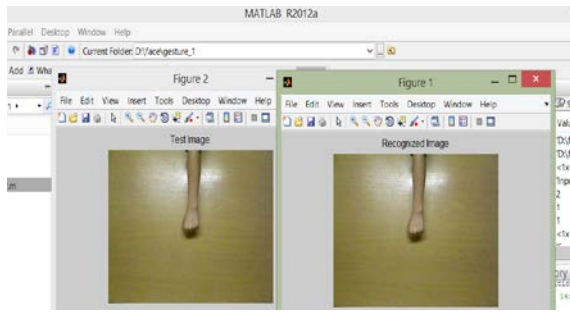 MATLAB R2012a
Parallel Desktop Window Help
Current Folder: D:\face\gesture_1
Add
Figure 2
File Edit View Insert Tools Desktop Window Help
Test Image
Figure 1
File Edit View Insert Tools Desktop Window Help
Recognized Image
2
1
1
<1x